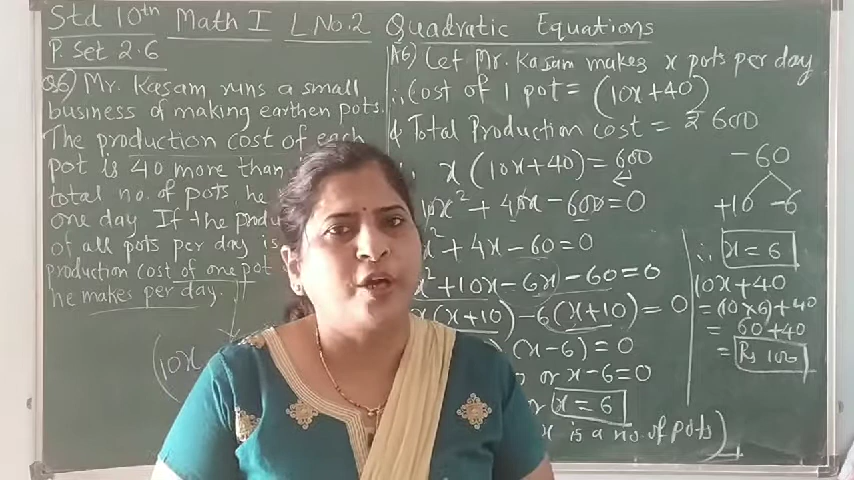 Std 10th Math I L No.2 Quadratic Equations
P. Set 2.6
Q6) Mr. Kasam runs a small
business of making earthen pots.
The production cost of each
pot is 40 more than
total no. of pots, he
one day If the produ
of all pots per day is
production cost of one pot
he makes per day.
(10x
A6) Let Mr. Kasam makes x pots per day
∴ Cost of 1 pot = (10x+40)
& Total Production cost = ₹ 600
x(10x+40) = 600
10x² + 40x - 600 = 0
x² + 4x - 60 = 0
x² + 10x - 6x - 60 = 0
x(x+10) - 6(x+10) = 0
(x-6) = 0
or x-6=0
x = 6
x is a no. of pots)
-60
+10 -6
∴ x = 6
10x+40
= (10×6)+40
= 60+40
= Rs 100